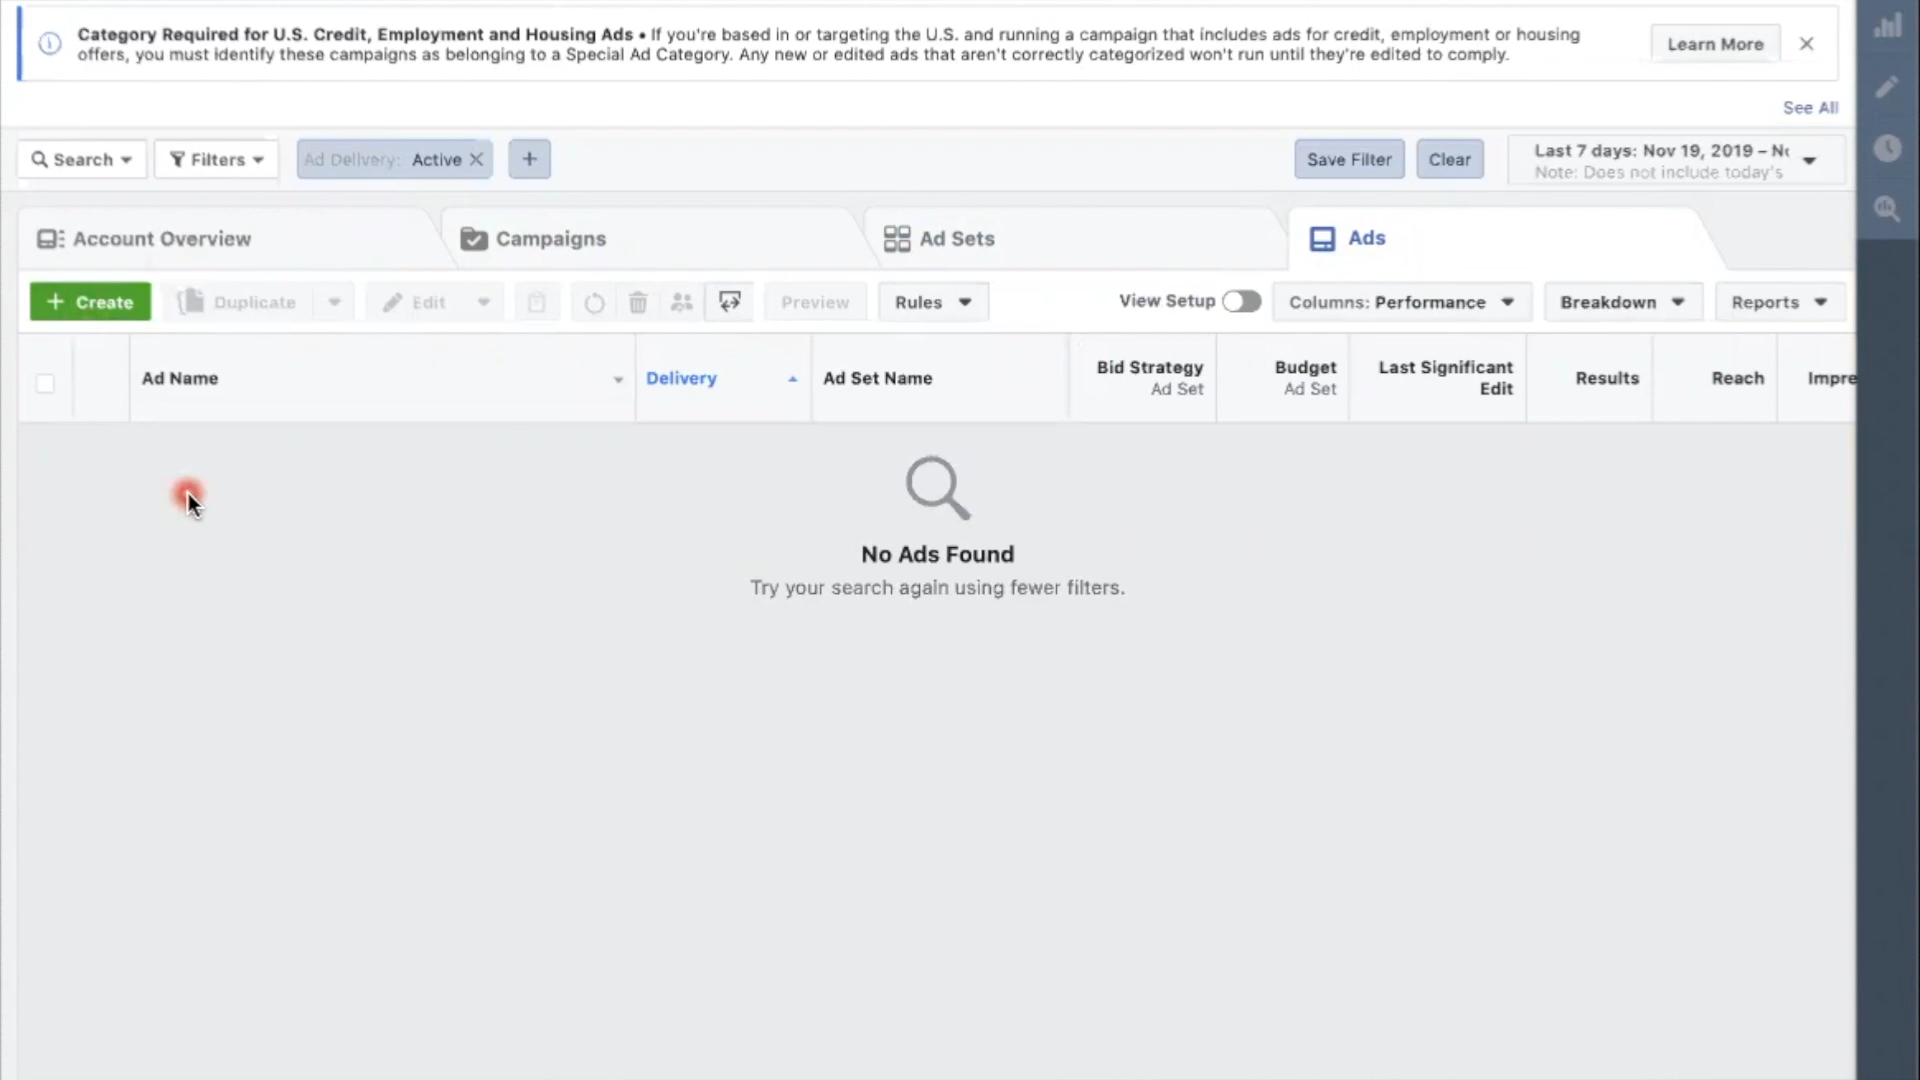 Category Required for U.S. Credit, Employment and Housing Ads • If you're based in or targeting the U.S. and running a campaign that includes ads for credit, employment or housing
offers, you must identify these campaigns as belonging to a Special Ad Category. Any new or edited ads that aren't correctly categorized won't run until they're edited to comply.
Learn More
See All
Search
Filters
Ad Delivery: Active
Save Filter
Clear
Last 7 days: Nov 19, 2019 –
Note: Does not include today's
Account Overview
Campaigns
Ad Sets
Ads
+ Create
Duplicate
Edit
Preview
Rules
View Setup
Columns: Performance
Breakdown
Reports
Ad Name
Delivery
Ad Set Name
Bid Strategy
Ad Set
Budget
Ad Set
Last Significant
Edit
Results
Reach
Impre
No Ads Found
Try your search again using fewer filters.